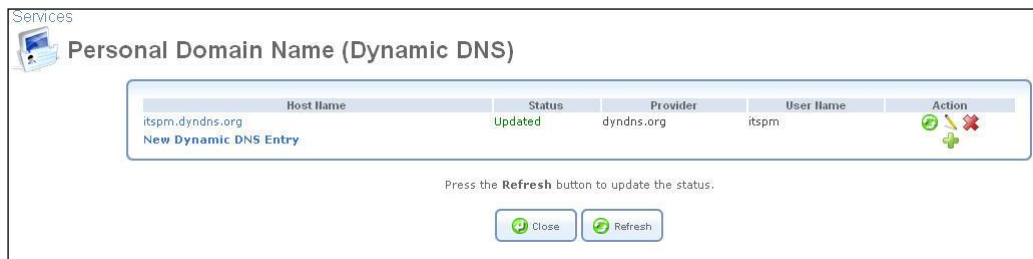 Services
Personal Domain Name (Dynamic DNS)
Host Name Status Provider User Name Action
itspm.dyndns.org Updated dyndns.org itspm
New Dynamic DNS Entry
Press the Refresh button to update the status.
Close Refresh